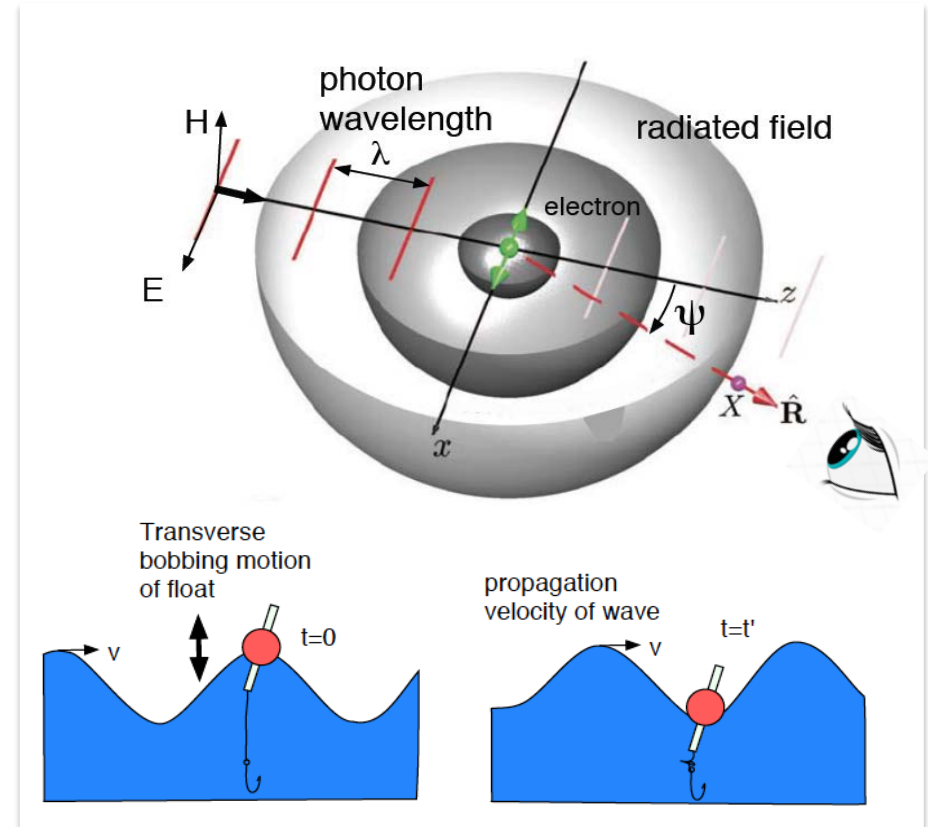 photon
wavelength
λ
H
E
radiated field
electron
z
ψ
X
R̂
x
Transverse
bobbing motion
of float
t=0
v
propagation
velocity of wave
t=t'
v